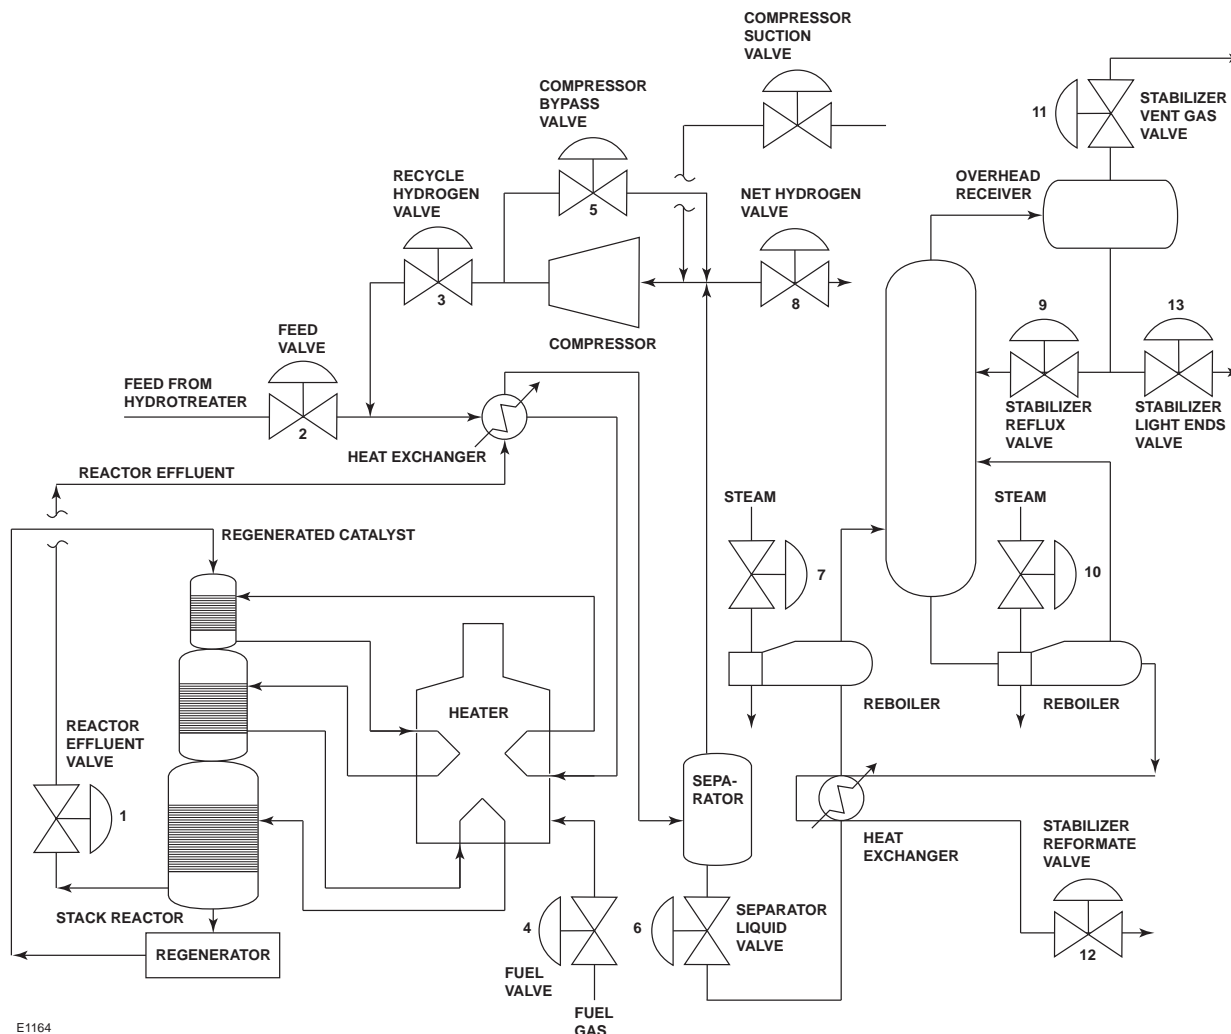 COMPRESSOR
SUCTION
VALVE
COMPRESSOR
BYPASS
VALVE
5
11
STABILIZER
VENT GAS
VALVE
RECYCLE
HYDROGEN
VALVE
3
NET HYDROGEN
VALVE
8
OVERHEAD
RECEIVER
COMPRESSOR
FEED
VALVE
FEED FROM
HYDROTREATER
2
HEAT EXCHANGER
9
13
STABILIZER
REFLUX
VALVE
STABILIZER
LIGHT ENDS
VALVE
REACTOR EFFLUENT
STEAM
STEAM
REGENERATED CATALYST
7
10
HEATER
REBOILER
REBOILER
REACTOR
EFFLUENT
VALVE
1
SEPA-
RATOR
HEAT
EXCHANGER
STABILIZER
REFORMATE
VALVE
12
STACK REACTOR
REGENERATOR
4
FUEL
VALVE
FUEL
GAS
6
SEPARATOR
LIQUID
VALVE
E1164